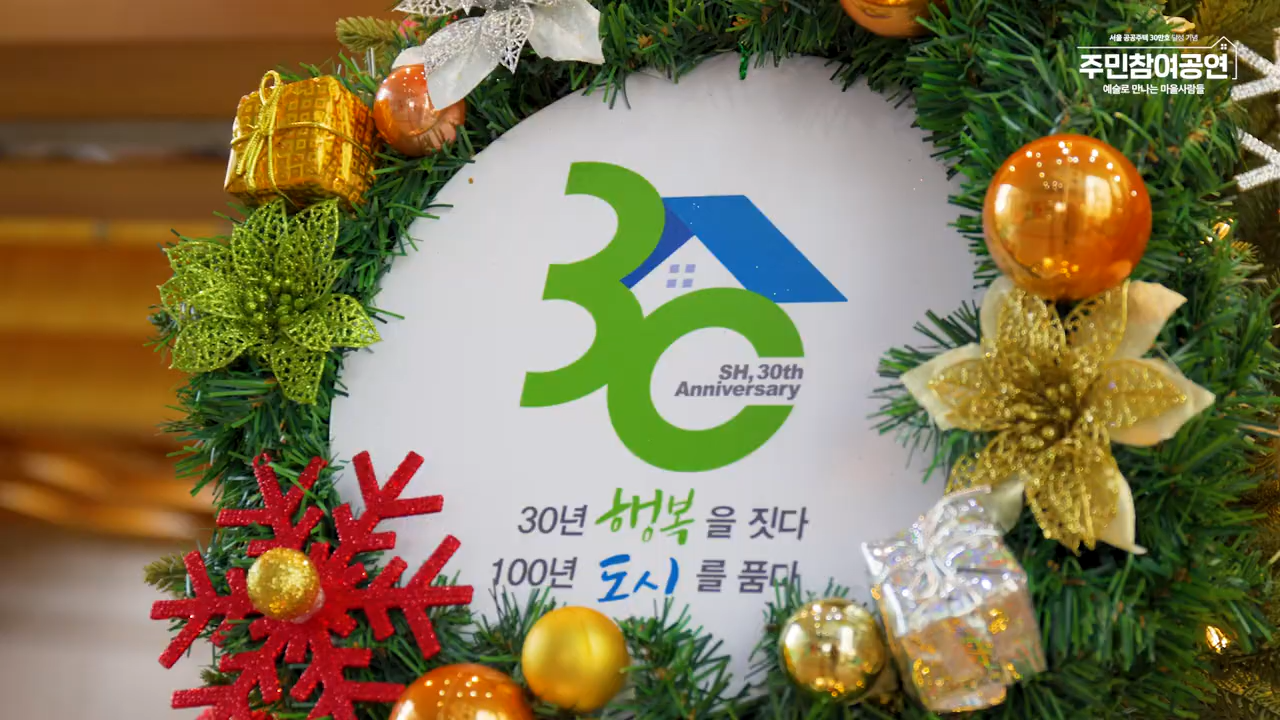 서울 공공주택 30만호 달성 기념
주민참여공연
예술로 만나는 마을사람들
30
SH, 30th
Anniversary
30년 행복을 짓다
100년 도시를 품다